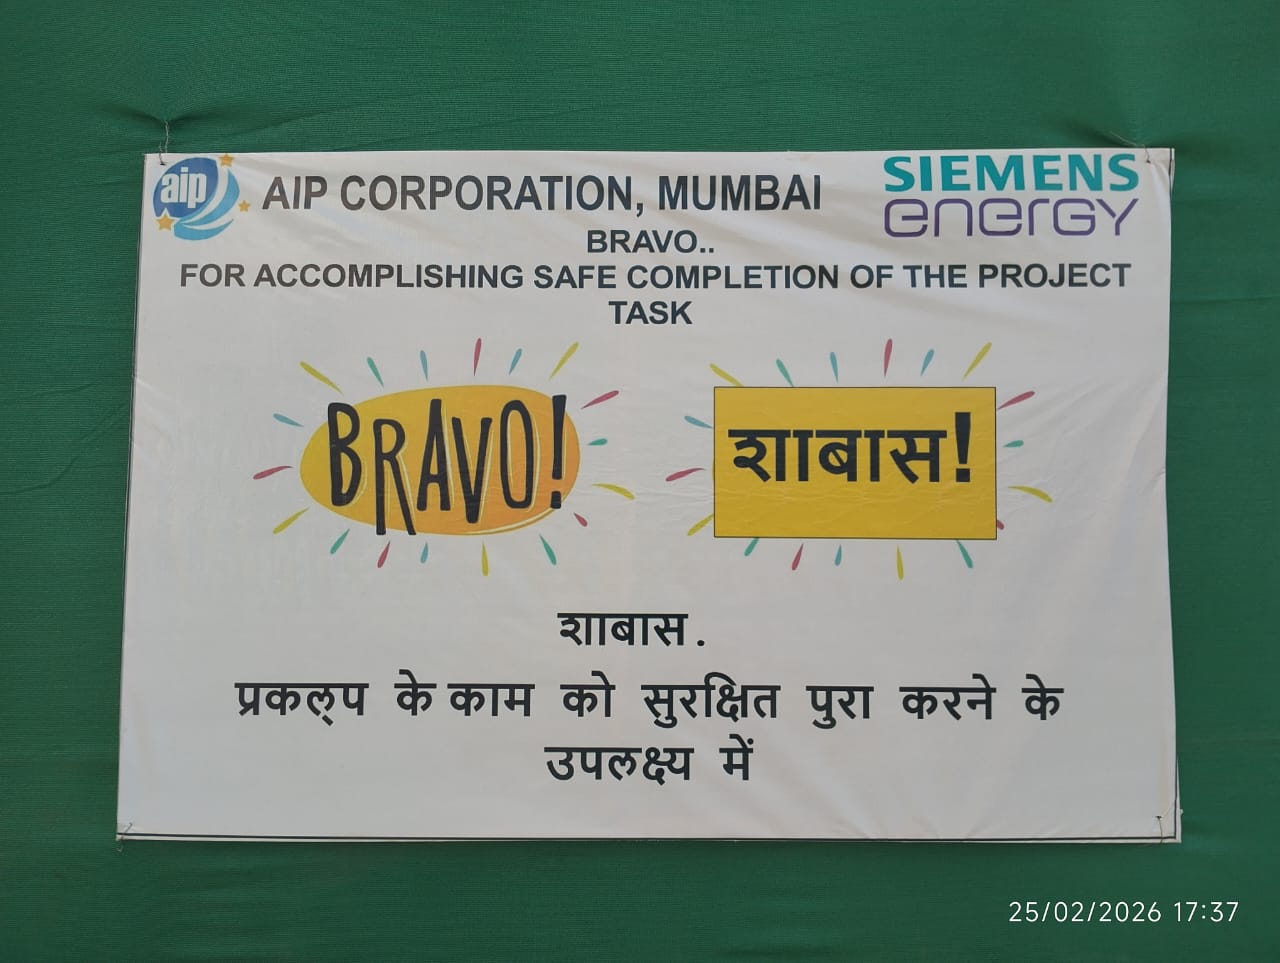 aip
AIP CORPORATION, MUMBAI
SIEMENS
energy
BRAVO..
FOR ACCOMPLISHING SAFE COMPLETION OF THE PROJECT
TASK
BRAVO!
शाबास!
शाबास.
प्रकल्‍प के काम को सुरक्षित पुरा करने के
उपलक्ष्य में
25/02/2026 17:37